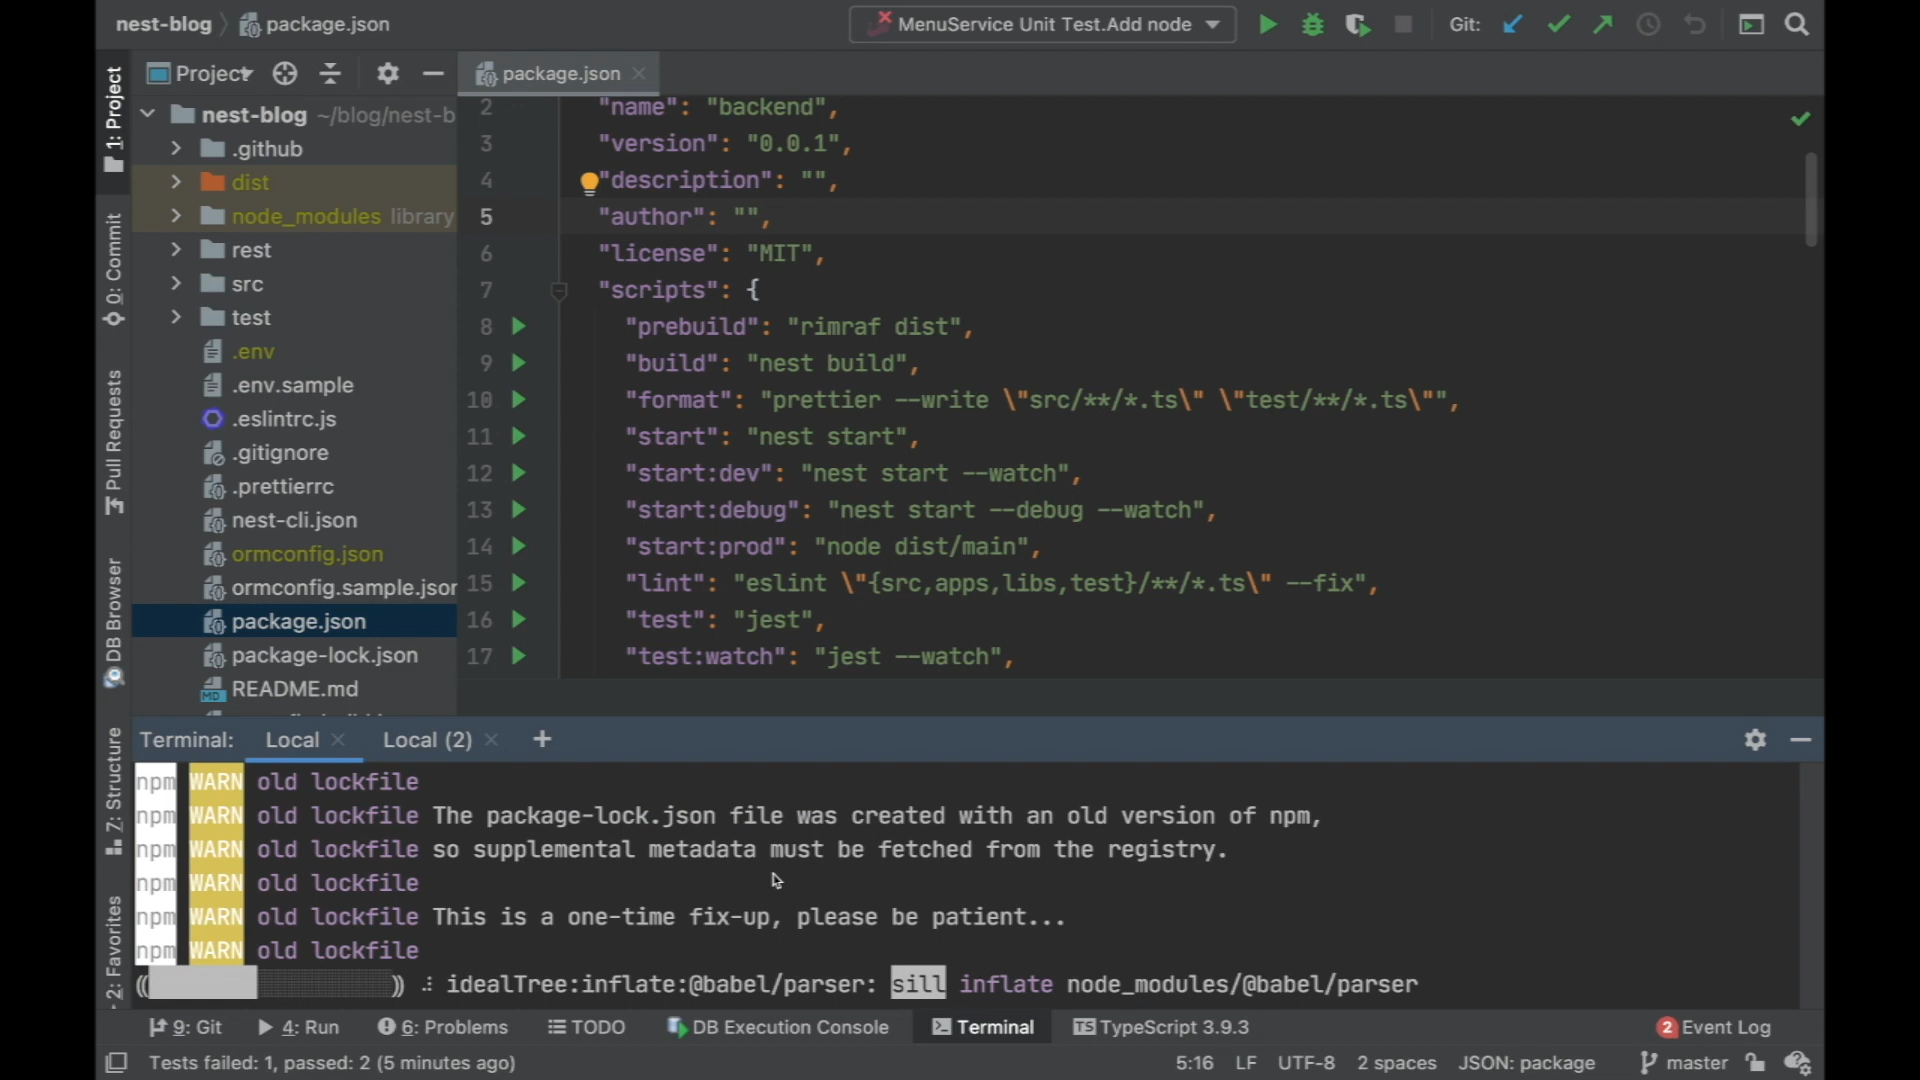 nest-blog
package.json
MenuService Unit Test.Add node
Git:
1: Project
0: Commit
Pull Requests
DB Browser
Z: Structure
2: Favorites
Project
nest-blog ~/blog/nest-b
.github
dist
node_modules library
rest
src
test
.env
.env.sample
.eslintrc.js
.gitignore
.prettierrc
nest-cli.json
ormconfig.json
ormconfig.sample.json
package.json
package-lock.json
README.md
package.json
2 "name": "backend",
3 "version": "0.0.1",
4 "description": "",
5 "author": "",
6 "license": "MIT",
7 "scripts": {
8 "prebuild": "rimraf dist",
9 "build": "nest build",
10 "format": "prettier --write \"src/**/*.ts\" \"test/**/*.ts\"",
11 "start": "nest start",
12 "start:dev": "nest start --watch",
13 "start:debug": "nest start --debug --watch",
14 "start:prod": "node dist/main",
15 "lint": "eslint \"{src,apps,libs,test}/**/*.ts\" --fix",
16 "test": "jest",
17 "test:watch": "jest --watch",
Terminal: Local Local (2)
npm WARN old lockfile
npm WARN old lockfile The package-lock.json file was created with an old version of npm,
npm WARN old lockfile so supplemental metadata must be fetched from the registry.
npm WARN old lockfile
npm WARN old lockfile This is a one-time fix-up, please be patient...
npm WARN old lockfile
idealTree:inflate:@babel/parser: sill inflate node_modules/@babel/parser
9: Git 4: Run 6: Problems TODO DB Execution Console Terminal TS TypeScript 3.9.3 2 Event Log
Tests failed: 1, passed: 2 (5 minutes ago) 5:16 LF UTF-8 2 spaces JSON: package master